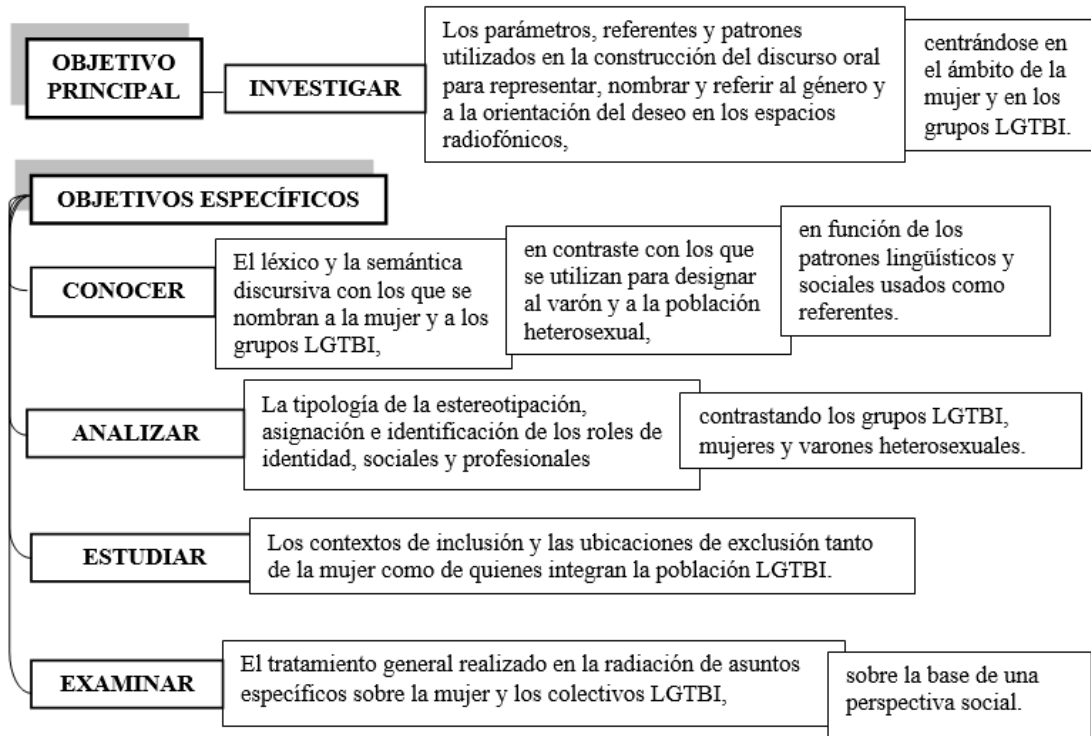 OBJETIVO
PRINCIPAL
INVESTIGAR
Los parámetros, referentes y patrones
utilizados en la construcción del discurso oral
para representar, nombrar y referir al género y
a la orientación del deseo en los espacios
radiofónicos,
centrándose en
el ámbito de la
mujer y en los
grupos LGTBI.
OBJETIVOS ESPECÍFICOS
CONOCER
El léxico y la semántica
discursiva con los que se
nombran a la mujer y a los
grupos LGTBI,
en contraste con los que
se utilizan para designar
al varón y a la población
heterosexual,
en función de los
patrones lingüísticos y
sociales usados como
referentes.
ANALIZAR
La tipología de la estereotipación,
asignación e identificación de los roles de
identidad, sociales y profesionales
contrastando los grupos LGTBI,
mujeres y varones heterosexuales.
ESTUDIAR
Los contextos de inclusión y las ubicaciones de exclusión tanto
de la mujer como de quienes integran la población LGTBI.
EXAMINAR
El tratamiento general realizado en la radiación de asuntos
específicos sobre la mujer y los colectivos LGTBI,
sobre la base de una
perspectiva social.